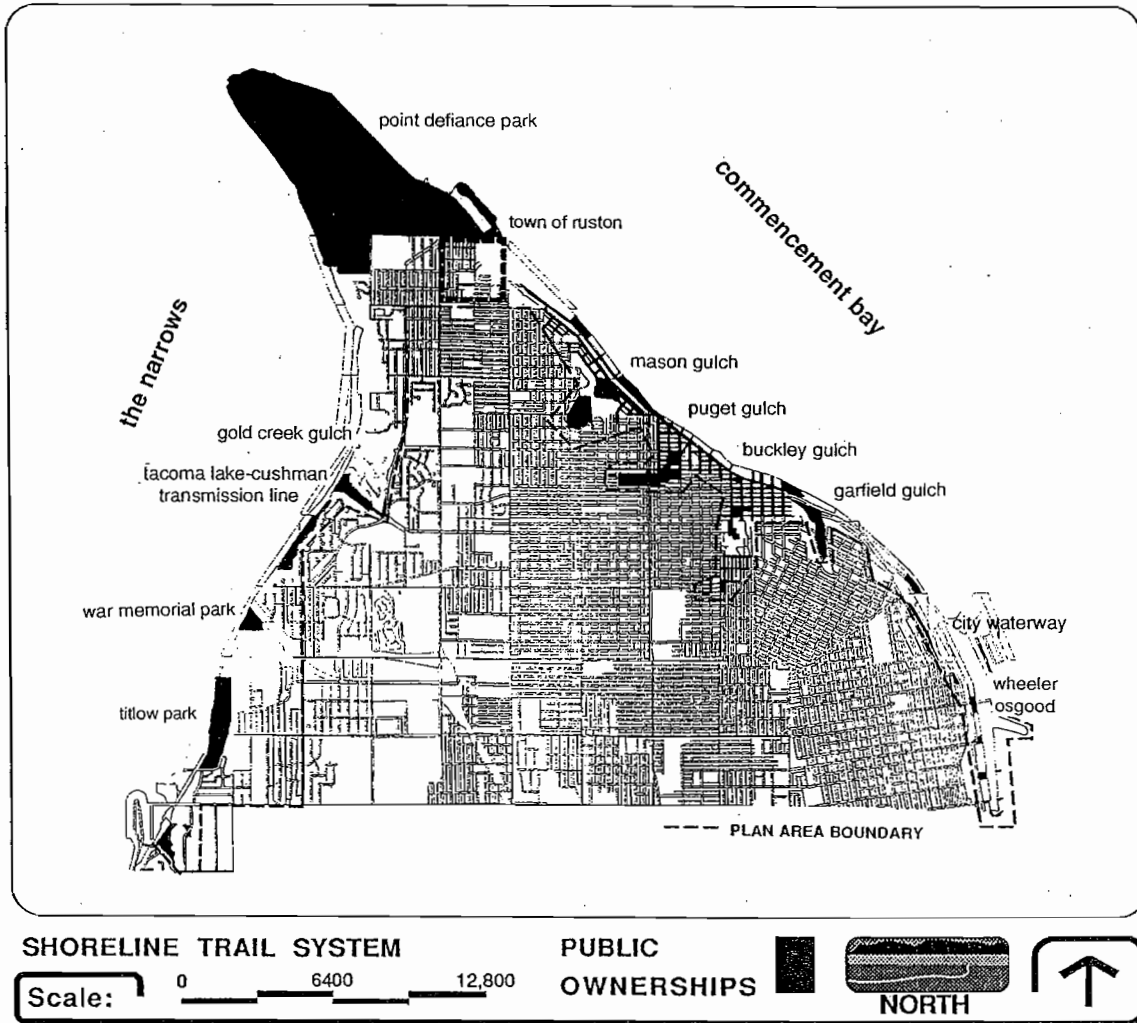 point defiance park
town of ruston
commencement bay
the narrows
mason gulch
puget gulch
gold creek gulch
buckley gulch
tacoma lake-cushman
transmission line
garfield gulch
war memorial park
city waterway
wheeler
osgood
titlow park
PLAN AREA BOUNDARY
SHORELINE TRAIL SYSTEM
PUBLIC
OWNERSHIPS
Scale:
0 6400 12,800
NORTH